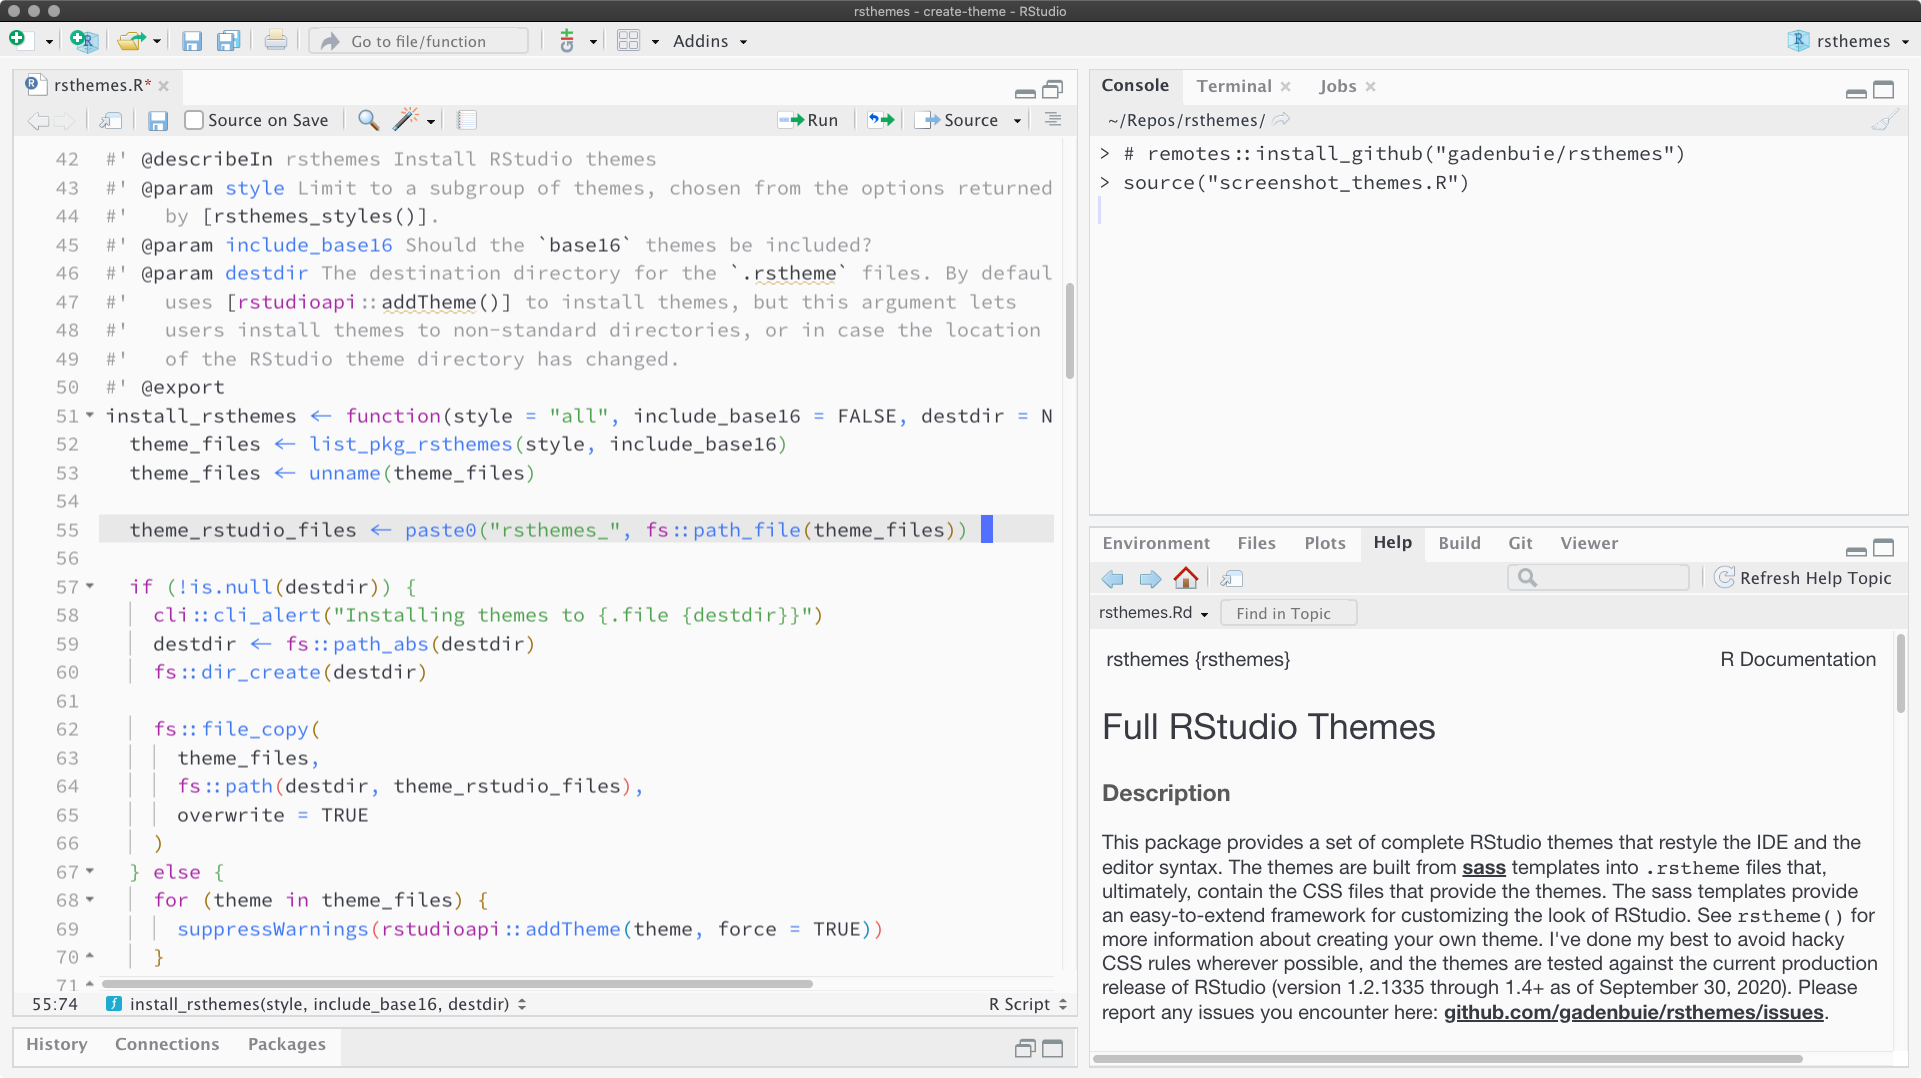 rsthemes - create-theme - RStudio
Go to file/function
Addins
rsthemes
rsthemes.R*
Source on Save
Run
Source
42 #' @describeIn rsthemes Install RStudio themes
43 #' @param style Limit to a subgroup of themes, chosen from the options returned
44 #'   by [rsthemes_styles()].
45 #' @param include_base16 Should the `base16` themes be included?
46 #' @param destdir The destination directory for the `.rstheme` files. By defaul
47 #'   uses [rstudioapi::addTheme()] to install themes, but this argument lets
48 #'   users install themes to non-standard directories, or in case the location
49 #'   of the RStudio theme directory has changed.
50 #' @export
51 install_rsthemes <- function(style = "all", include_base16 = FALSE, destdir = N
52   theme_files <- list_pkg_rsthemes(style, include_base16)
53   theme_files <- unname(theme_files)
54
55   theme_rstudio_files <- paste0("rsthemes_", fs::path_file(theme_files))
56
57   if (!is.null(destdir)) {
58     cli::cli_alert("Installing themes to {.file {destdir}}")
59     destdir <- fs::path_abs(destdir)
60     fs::dir_create(destdir)
61
62     fs::file_copy(
63       theme_files,
64       fs::path(destdir, theme_rstudio_files),
65       overwrite = TRUE
66     )
67   } else {
68     for (theme in theme_files) {
69       suppressWarnings(rstudioapi::addTheme(theme, force = TRUE))
70     }
71
55:74 install_rsthemes(style, include_base16, destdir) R Script
History Connections Packages
Console Terminal Jobs
~/Repos/rsthemes/
> # remotes::install_github("gadenbuie/rsthemes")
> source("screenshot_themes.R")
Environment Files Plots Help Build Git Viewer
Refresh Help Topic
rsthemes.Rd Find in Topic
rsthemes {rsthemes} R Documentation
Full RStudio Themes
Description
This package provides a set of complete RStudio themes that restyle the IDE and the
editor syntax. The themes are built from sass templates into .rstheme files that,
ultimately, contain the CSS files that provide the themes. The sass templates provide
an easy-to-extend framework for customizing the look of RStudio. See rstheme() for
more information about creating your own theme. I've done my best to avoid hacky
CSS rules wherever possible, and the themes are tested against the current production
release of RStudio (version 1.2.1335 through 1.4+ as of September 30, 2020). Please
report any issues you encounter here: github.com/gadenbuie/rsthemes/issues.